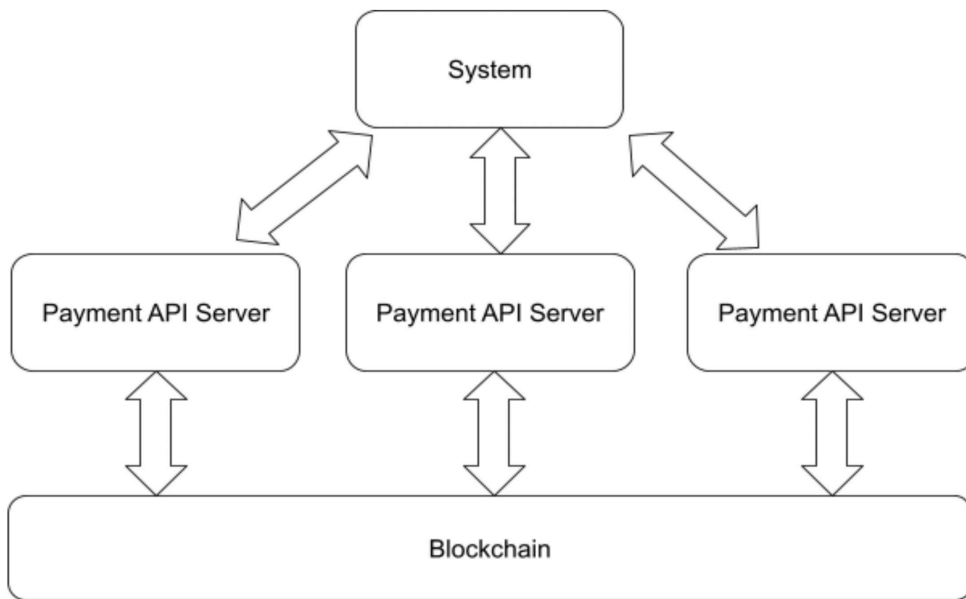 System
Payment API Server
Payment API Server
Payment API Server
Blockchain